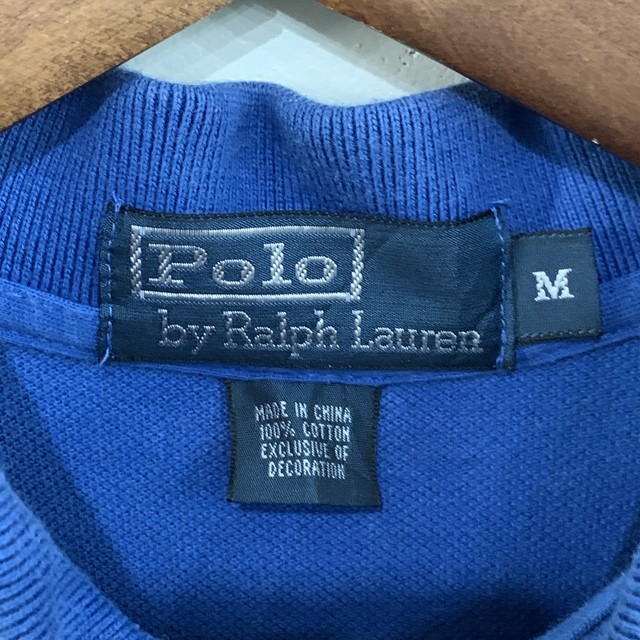 Polo
by Ralph Lauren
M
MADE IN CHINA
100% COTTON
EXCLUSIVE OF
DECORATION